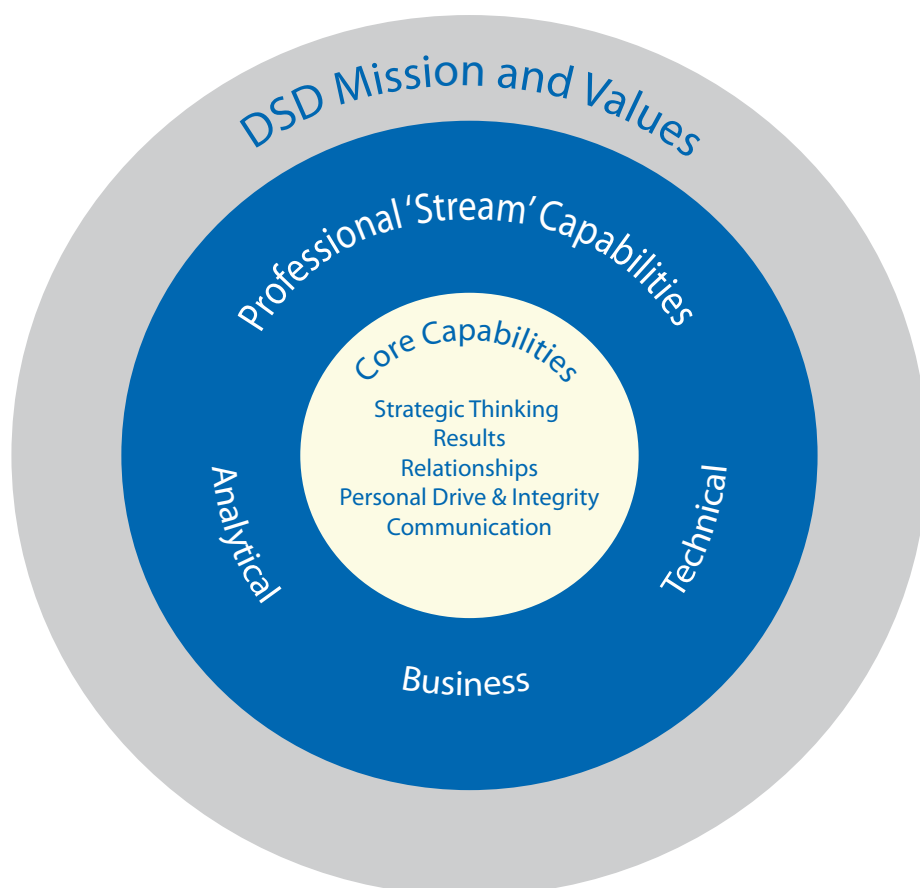 DSD Mission and Values
Professional ‘Stream’ Capabilities
Core Capabilities
Strategic Thinking
Results
Relationships
Personal Drive & Integrity
Communication
Analytical
Technical
Business